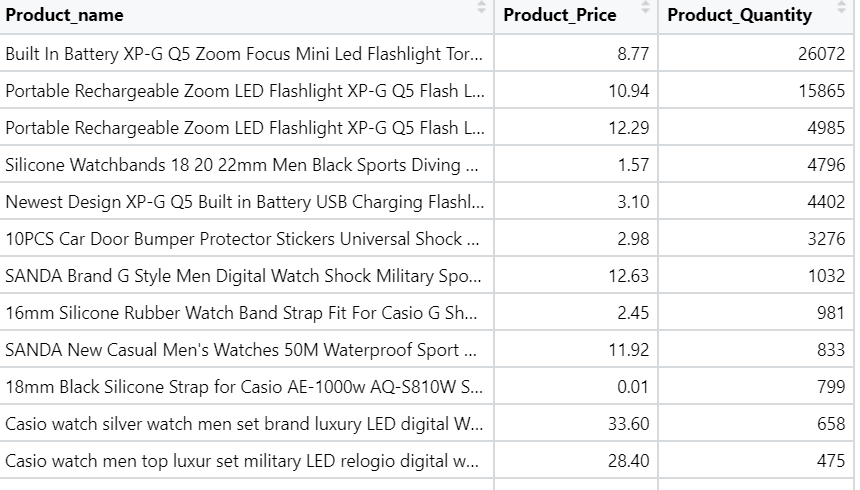 Product_name Product_Price Product_Quantity
Built In Battery XP-G Q5 Zoom Focus Mini Led Flashlight Tor... 8.77 26072
Portable Rechargeable Zoom LED Flashlight XP-G Q5 Flash L... 10.94 15865
Portable Rechargeable Zoom LED Flashlight XP-G Q5 Flash L... 12.29 4985
Silicone Watchbands 18 20 22mm Men Black Sports Diving ... 1.57 4796
Newest Design XP-G Q5 Built in Battery USB Charging Flashl... 3.10 4402
10PCS Car Door Bumper Protector Stickers Universal Shock ... 2.98 3276
SANDA Brand G Style Men Digital Watch Shock Military Spo... 12.63 1032
16mm Silicone Rubber Watch Band Strap Fit For Casio G Sh... 2.45 981
SANDA New Casual Men's Watches 50M Waterproof Sport ... 11.92 833
18mm Black Silicone Strap for Casio AE-1000w AQ-S810W S... 0.01 799
Casio watch silver watch men set brand luxury LED digital W... 33.60 658
Casio watch men top luxur set military LED relogio digital w... 28.40 475